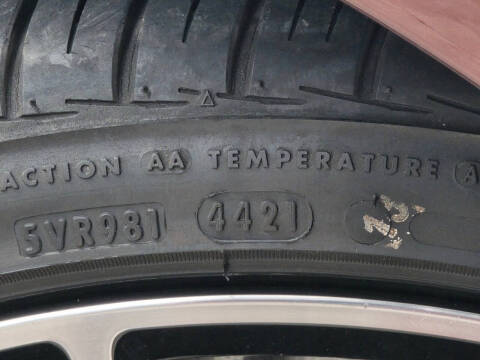 ACTION AA TEMPERATURE A
5VR981 4421